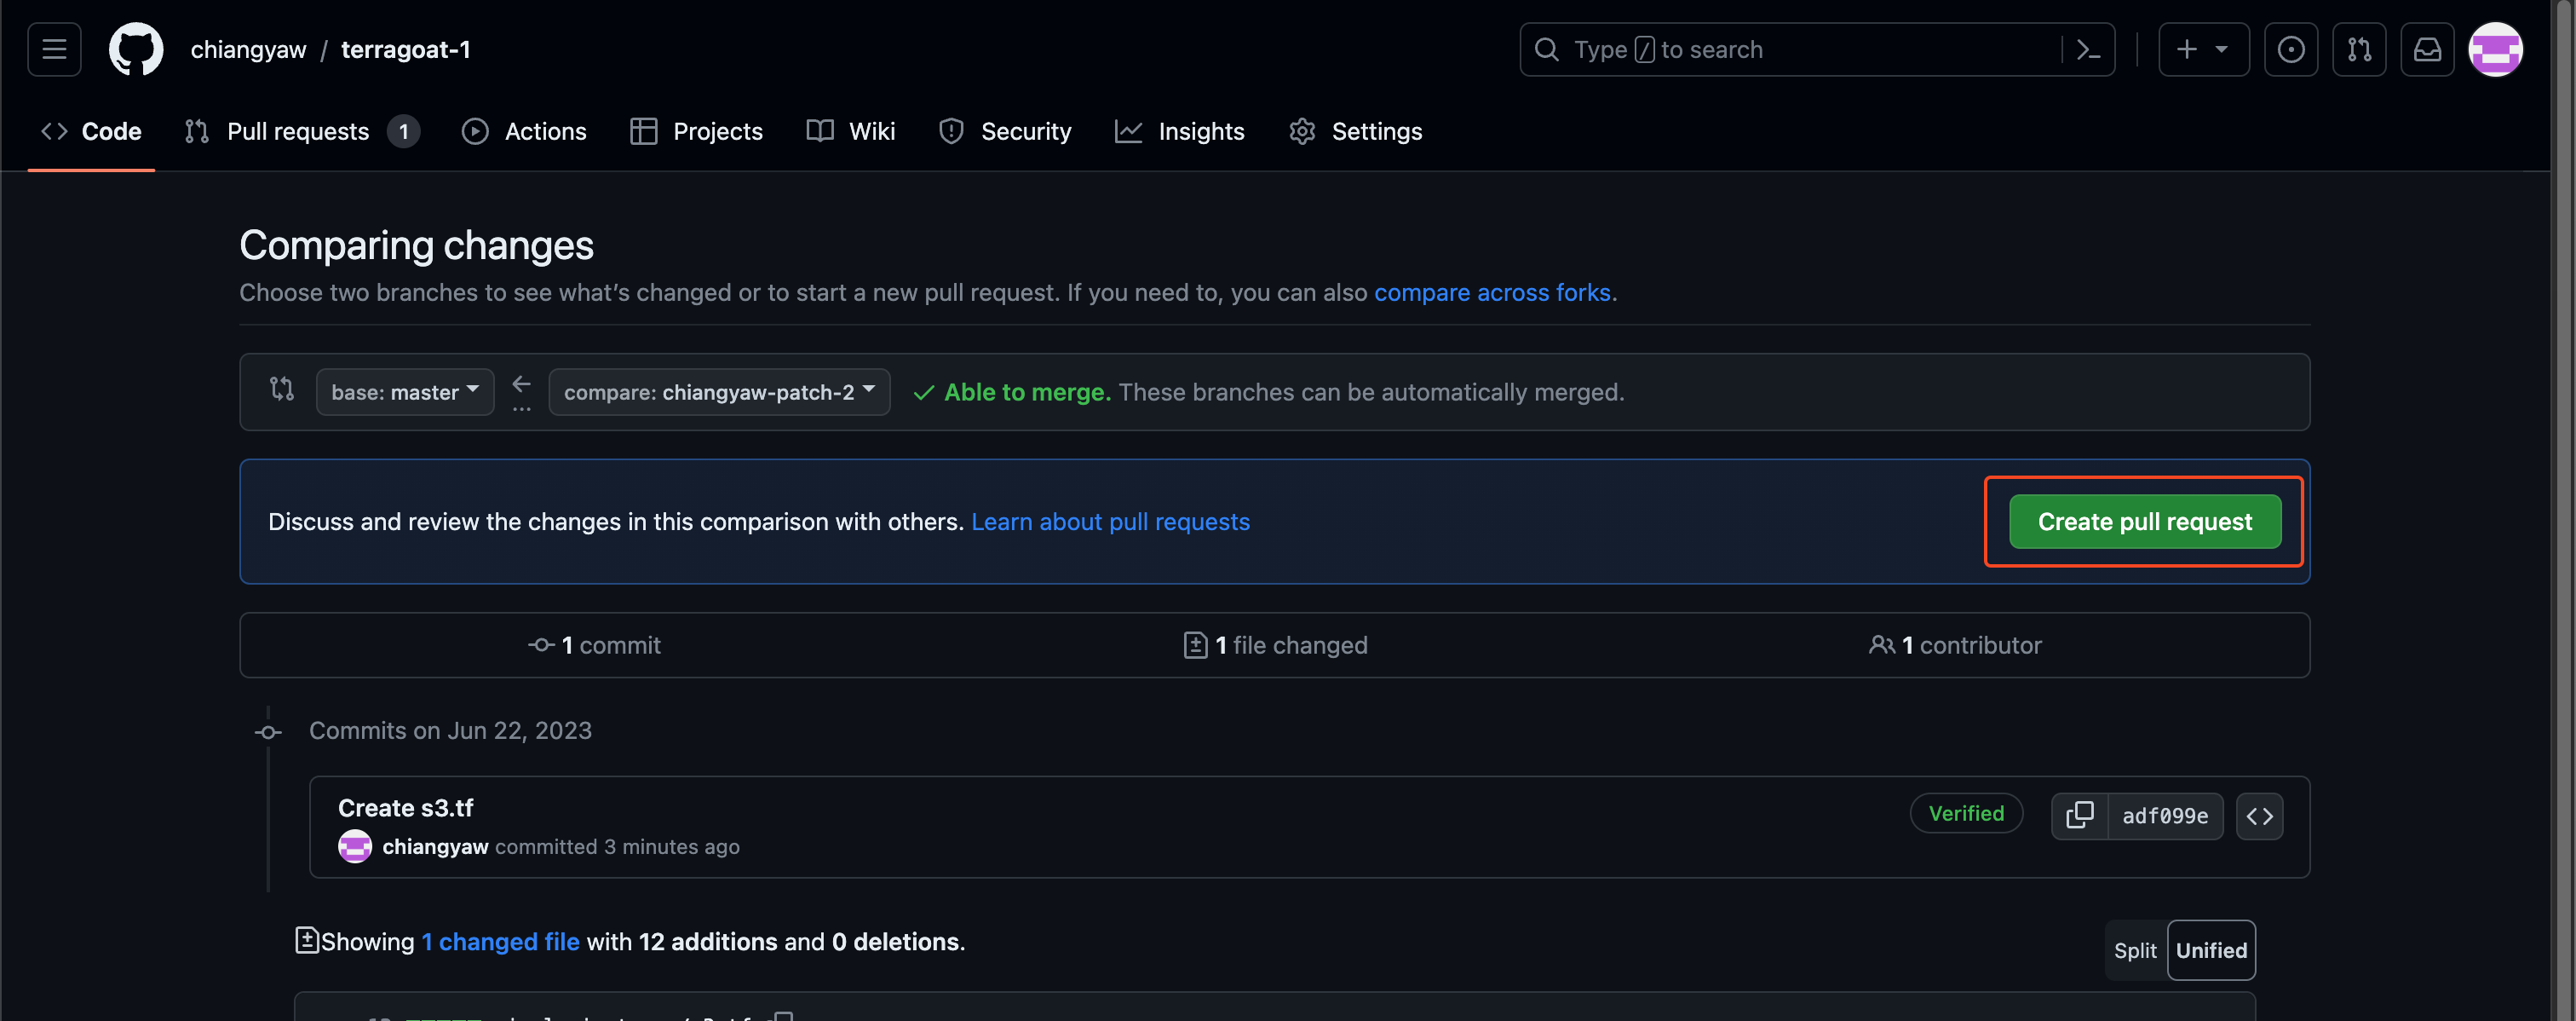 chiangyaw / terragoat-1
Type / to search
Code
Pull requests 1
Actions
Projects
Wiki
Security
Insights
Settings
Comparing changes
Choose two branches to see what's changed or to start a new pull request. If you need to, you can also compare across forks.
base: master
...
compare: chiangyaw-patch-2
Able to merge. These branches can be automatically merged.
Discuss and review the changes in this comparison with others. Learn about pull requests
Create pull request
1 commit
1 file changed
1 contributor
Commits on Jun 22, 2023
Create s3.tf
chiangyaw committed 3 minutes ago
Verified
adf099e
Showing 1 changed file with 12 additions and 0 deletions.
Split
Unified